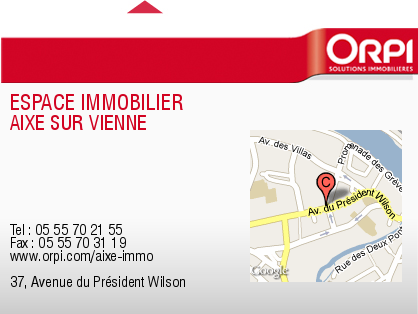 ORPI
SOLUTIONS IMMOBILIÈRES
ESPACE IMMOBILIER
AIXE SUR VIENNE
Av. des Villas
Promenade des Grèves
C
Av. du Président Wilson
Rue des Deux Ponts
Google
Tel : 05 55 70 21 55
Fax : 05 55 70 31 19
www.orpi.com/aixe-immo
37, Avenue du Président Wilson